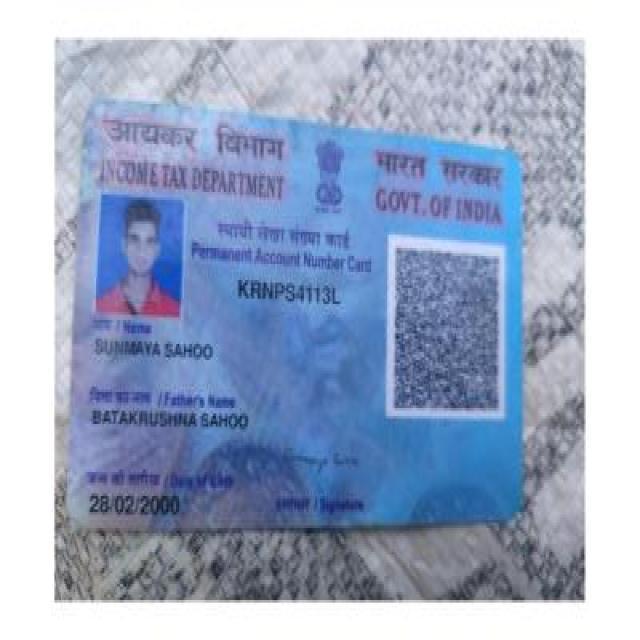 आयकर विभाग
INCOME TAX DEPARTMENT
भारत सरकार
GOVT. OF INDIA
स्थायी लेखा संख्या कार्ड
Permanent Account Number Card
KRNPS4113L
नाम / Name
SUNMAYA SAHOO
पिता का नाम / Father's Name
BATAKRUSHNA SAHOO
जन्म की तारीख / Date of Birth
28/02/2000
हस्ताक्षर / Signature